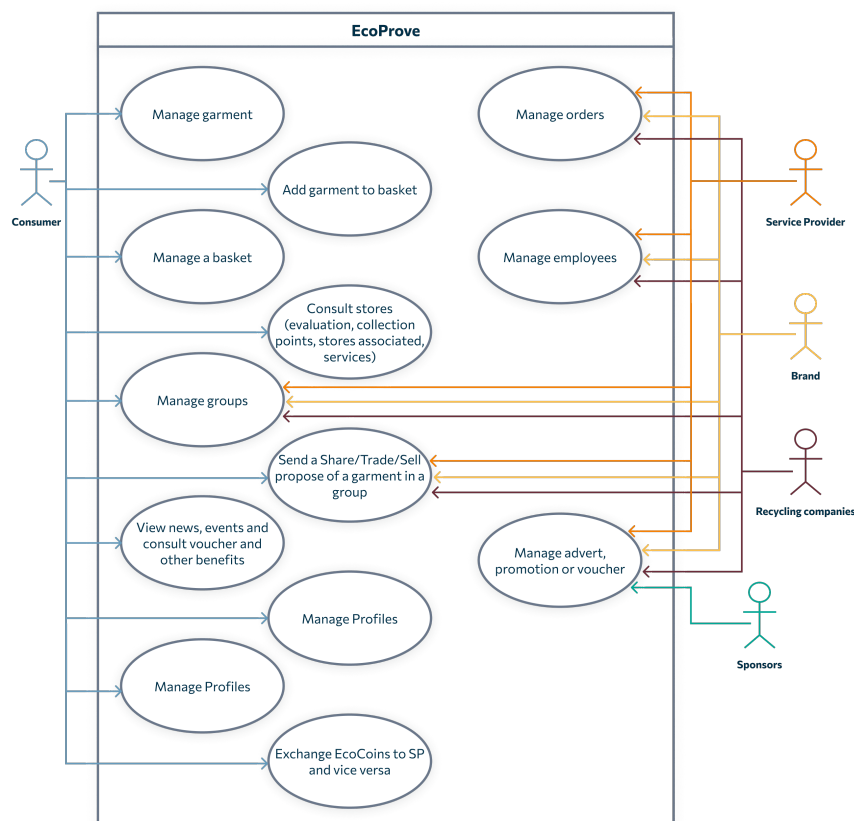 EcoProve
Manage garment
Manage orders
Add garment to basket
Consumer
Service Provider
Manage a basket
Manage employees
Consult stores
(evaluation, collection
points, stores associated,
services)
Brand
Manage groups
Send a Share/Trade/Sell
propose of a garment in a
group
Recycling companies
View news, events and
consult voucher and
other benefits
Manage advert,
promotion or voucher
Manage Profiles
Sponsors
Manage Profiles
Exchange EcoCoins to SP
and vice versa